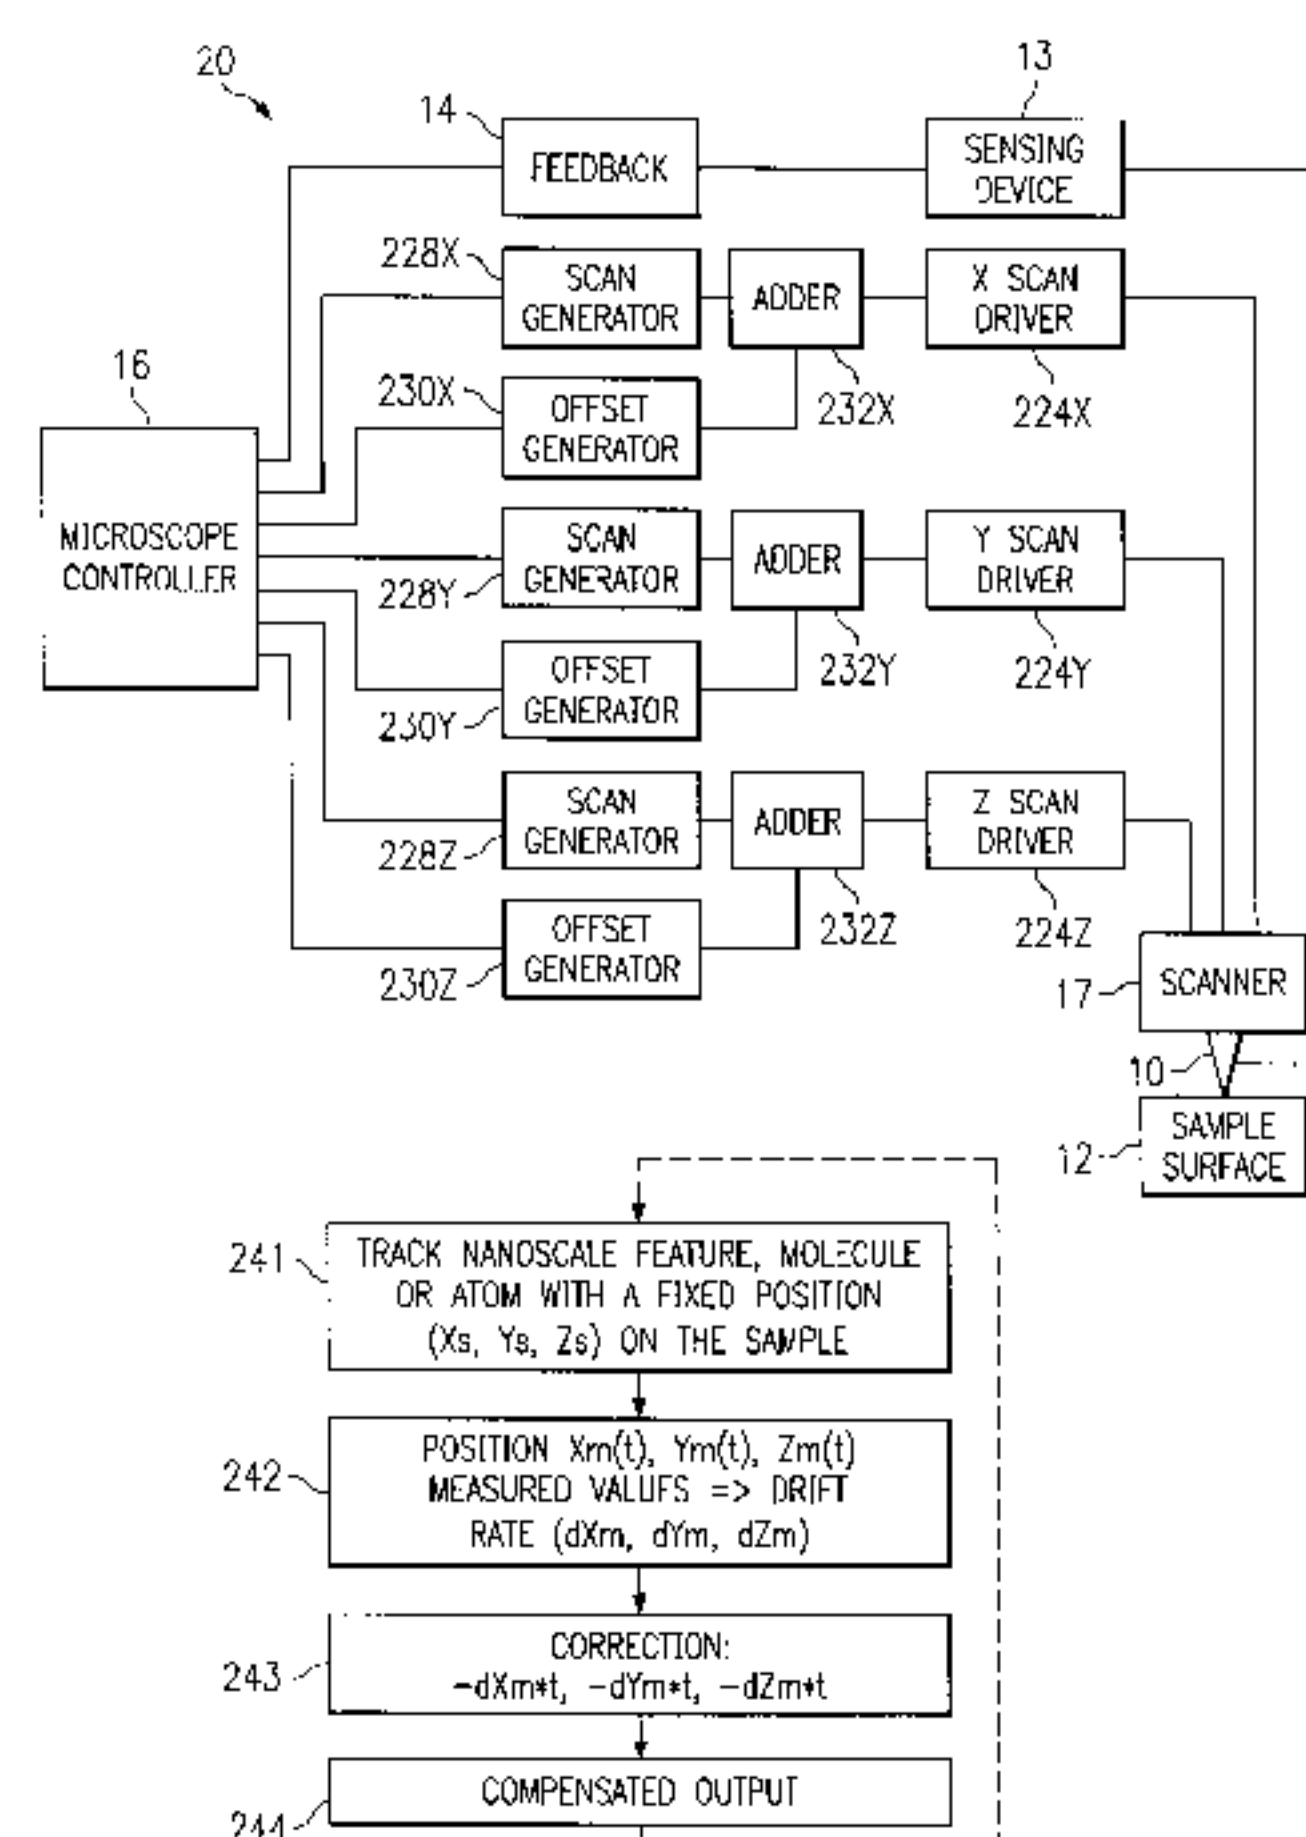 20
13
14
FEEDBACK
SENSING
DEVICE
228X
SCAN
GENERATOR
ADDER
X SCAN
DRIVER
16
230X
OFFSET
GENERATOR
232X
224X
MICROSCOPE
CONTROLLER
SCAN
GENERATOR
ADDER
Y SCAN
DRIVER
228Y
OFFSET
GENERATOR
232Y
224Y
230Y
SCAN
GENERATOR
ADDER
Z SCAN
DRIVER
228Z
OFFSET
GENERATOR
232Z
224Z
230Z
17
SCANNER
10
12
SAMPLE
SURFACE
241
TRACK NANOSCALE FEATURE, MOLECULE
OR ATOM WITH A FIXED POSITION
(Xs, Ys, Zs) ON THE SAMPLE
242
POSITION Xm(t), Ym(t), Zm(t)
MEASURED VALUES => DRIFT
RATE (dXm, dYm, dZm)
243
CORRECTION:
-dXm*t, -dYm*t, -dZm*t
COMPENSATED OUTPUT
244